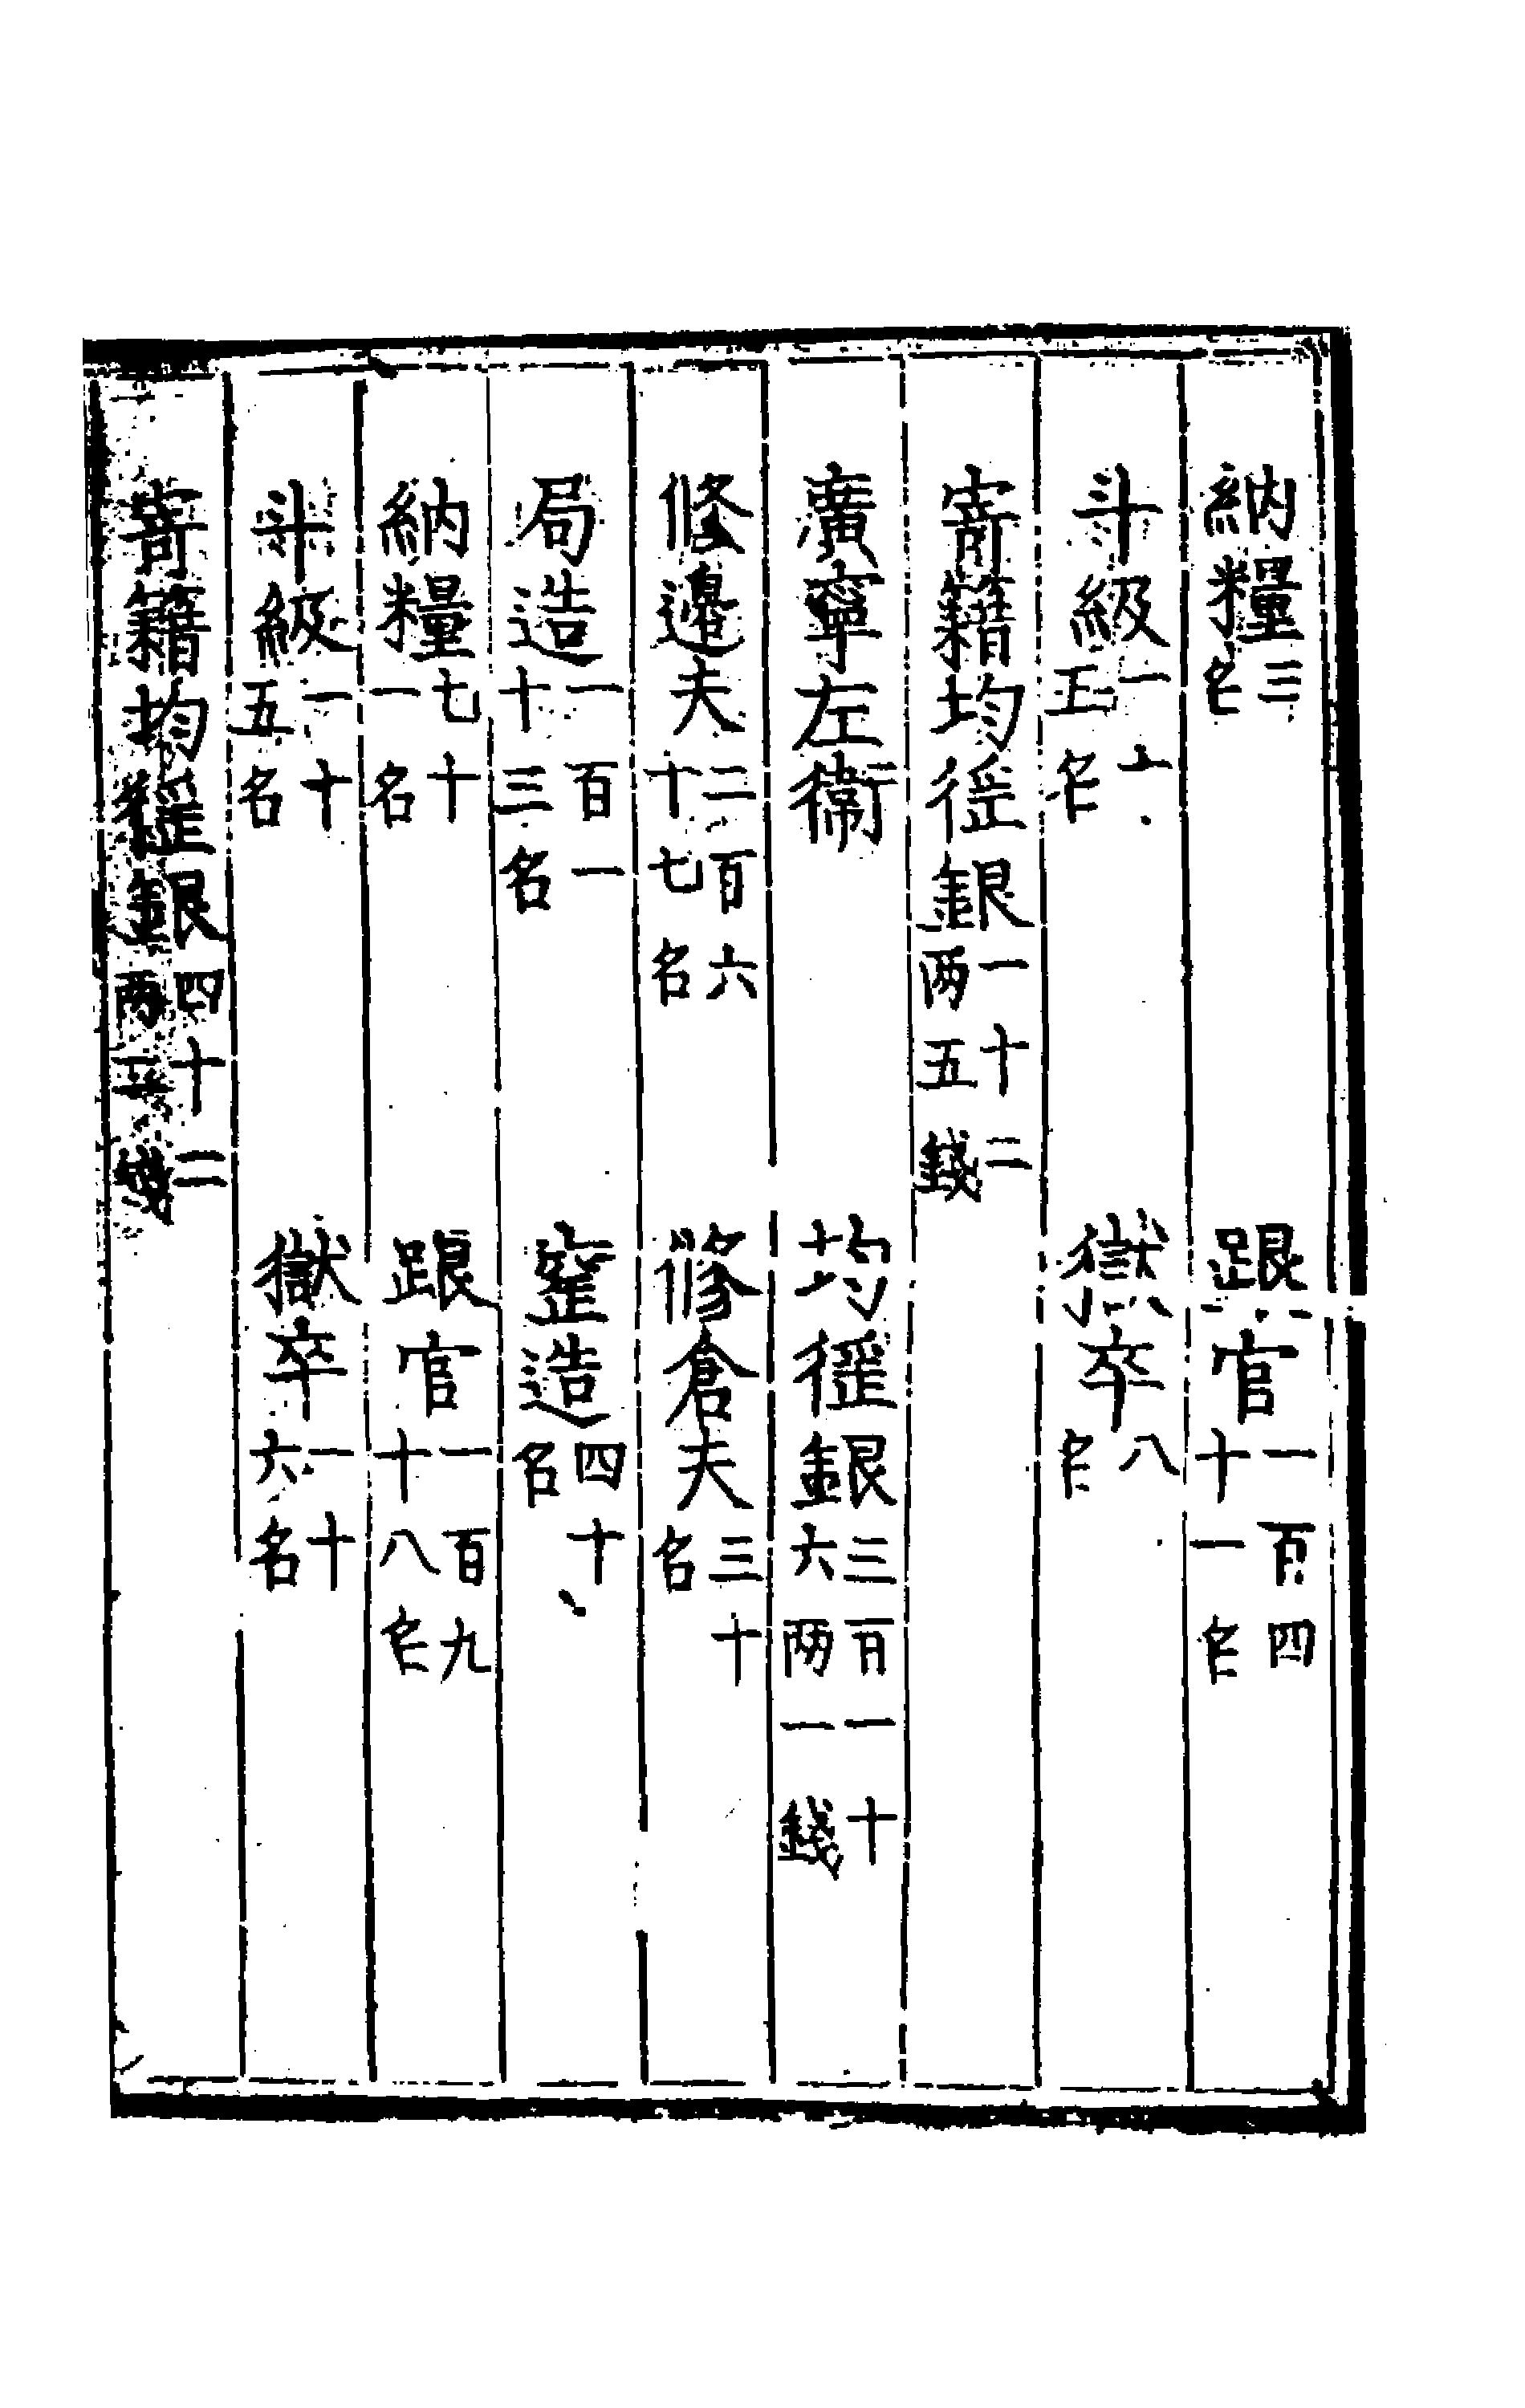 納糧三名 跟官一百四十一名
斗級一十五名 獄卒八名
寄籍均徭銀一十二两五錢
廣寧左衞 均徭銀三百一十六两一錢
修邊夫二百六十七名 修倉夫三十名
局造一百一十三名 窰造四十名
納糧七十一名 跟官一百九十八名
斗級一十五名 獄卒一十六名
寄籍均徭銀四十二两五錢